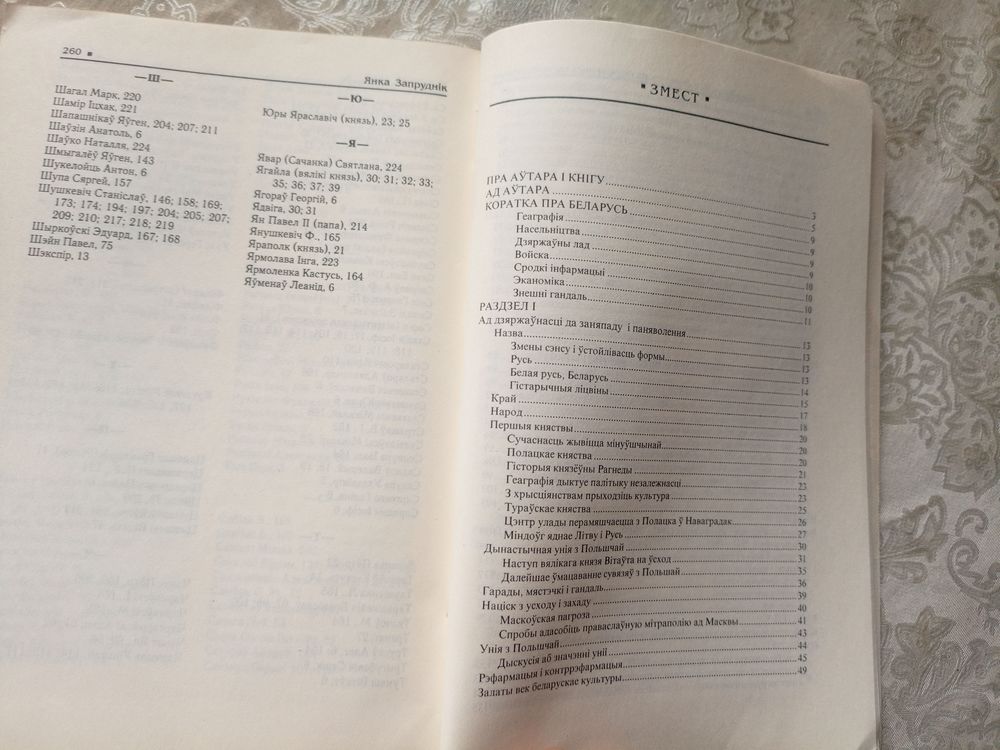 260 ▪
Янка Запруднік
—Ш—
Шагал Марк, 220
Шамір Іцхак, 221
Шапашнікаў Яўген, 204; 207; 211
Шаўзін Анатоль, 6
Шаўко Наталля, 224
Шмыгалёў Яўген, 143
Шукелойць Антон, 6
Шупа Сяргей, 157
Шушкевіч Станіслаў, 146; 158; 169;
173; 174; 194; 197; 204; 205; 207;
209; 210; 217; 218; 219
Шыркоўскі Эдуард, 167; 168
Шэйн Павел, 75
Шэкспір, 13
—Ю—
Юры Яраславіч (князь), 23; 25
—Я—
Явар (Сачанка) Святлана, 224
Ягайла (вялікі князь), 30; 31; 32; 33;
35; 36; 37; 39
Ягораў Георгій, 6
Ядвіга, 30; 31
Ян Павел II (папа), 214
Янушкевіч Ф., 165
Яраполк (князь), 21
Ярмолава Інга, 223
Ярмоленка Кастусь, 164
Яўменаў Леанід, 6
▪ ЗМЕСТ ▪
ПРА АЎТАРА І КНІГУ 3
АД АЎТАРА 5
КОРАТКА ПРА БЕЛАРУСЬ 9
Геаграфія 9
Насельніцтва 9
Дзяржаўны лад 9
Войска 10
Сродкі інфармацыі 10
Эканоміка 10
Знешні гандаль 11
РАЗДЗЕЛ I
Ад дзяржаўнасці да заняпаду і паняволення 13
Назва 13
Змены сэнсу і ўстойлівасць формы 13
Русь 13
Белая русь, Беларусь 14
Гістарычныя ліцвіны 15
Край 17
Народ 18
Першыя княствы 20
Сучаснасць жывіцца мінуўшчынай 20
Полацкае княства 20
Гісторыя князёўны Рагнеды 21
Геаграфія дыктуе палітыку незалежнасці 23
З хрысціянствам прыходзіць культура 23
Тураўскае княства 25
Цэнтр улады перамяшчаецца з Полацка ў Наваградак 26
Міндоўг яднае Літву і Русь 27
Дынастычная унія з Польшчай 30
Наступ вялікага князя Вітаўта на ўсход 31
Далейшае ўмацаванне сувязяў з Польшай 35
Гарады, мястэчкі і гандаль 36
Націск з усходу і захаду 39
Маскоўская пагроза 40
Спробы адасобіць праваслаўную мітраполію ад Масквы 41
Унія з Польшчай 43
Дыскусія аб значэнні уніі 44
Рэфармацыя і контррэфармацыя 45
Залаты век беларускае культуры 49